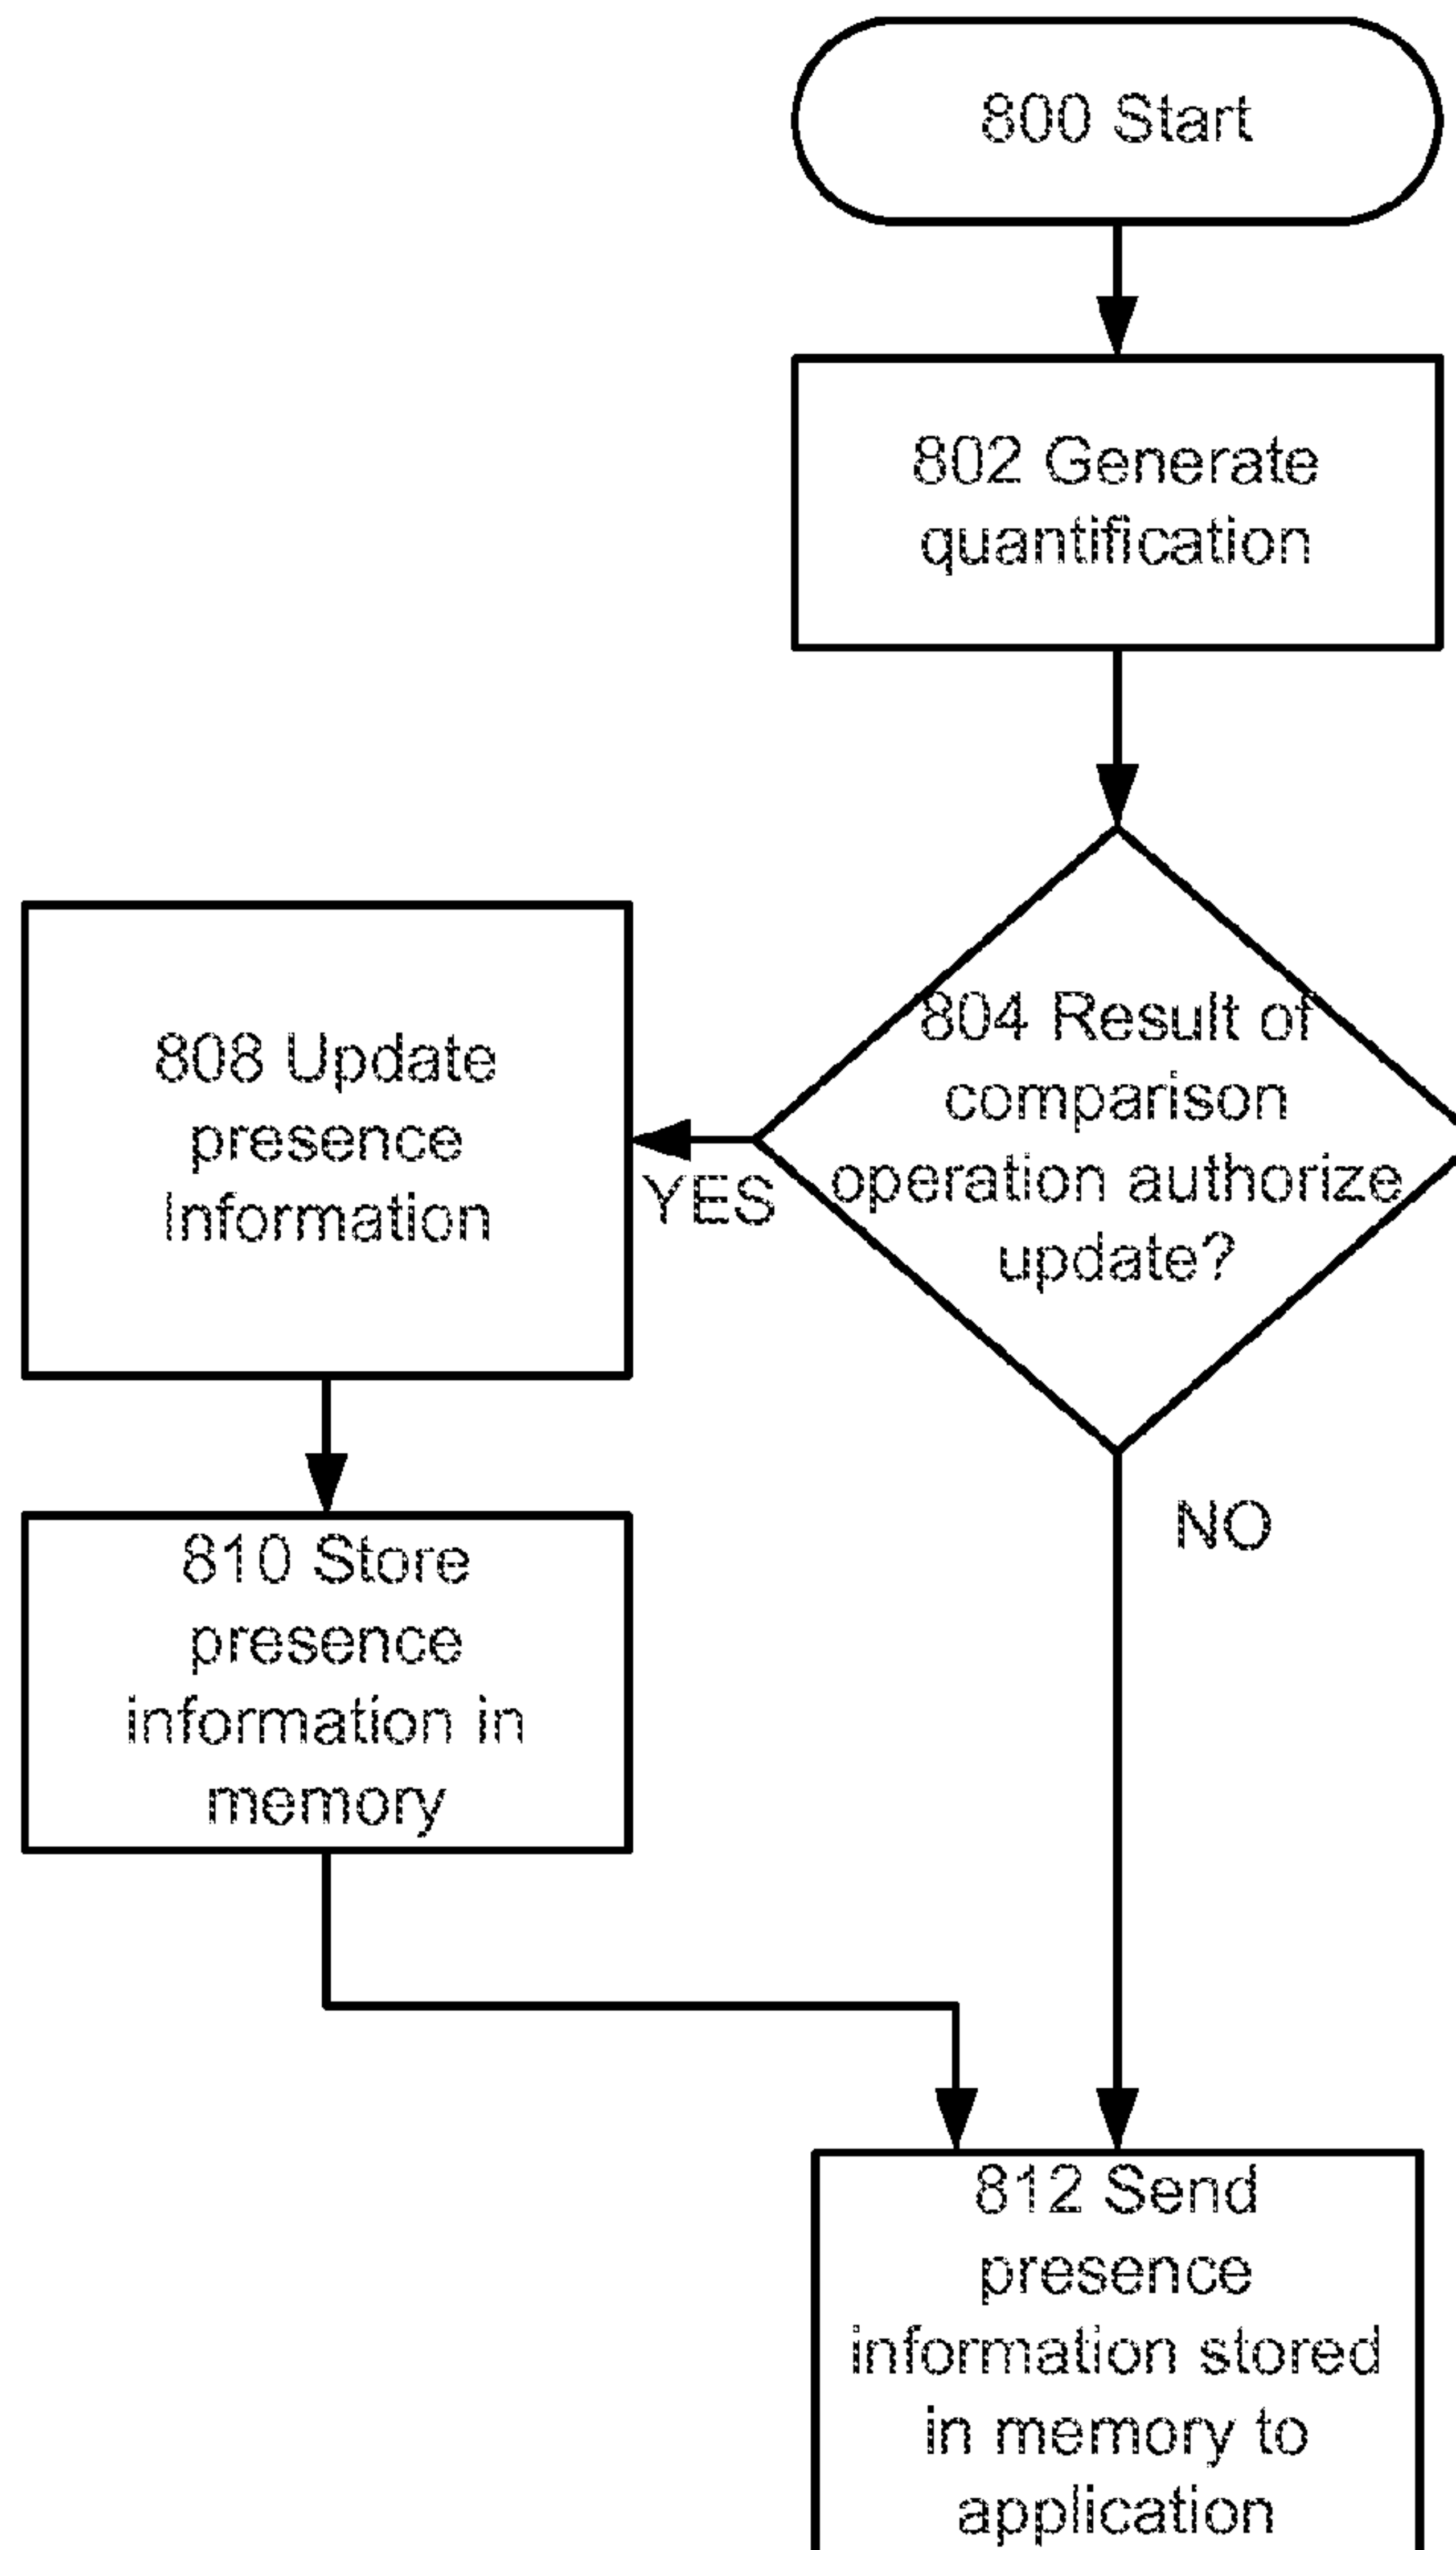 800 Start
802 Generate
quantification
804 Result of
comparison
operation authorize
update?
YES
808 Update
presence
Information
NO
810 Store
presence
information in
memory
812 Send
presence
information stored
in memory to
application